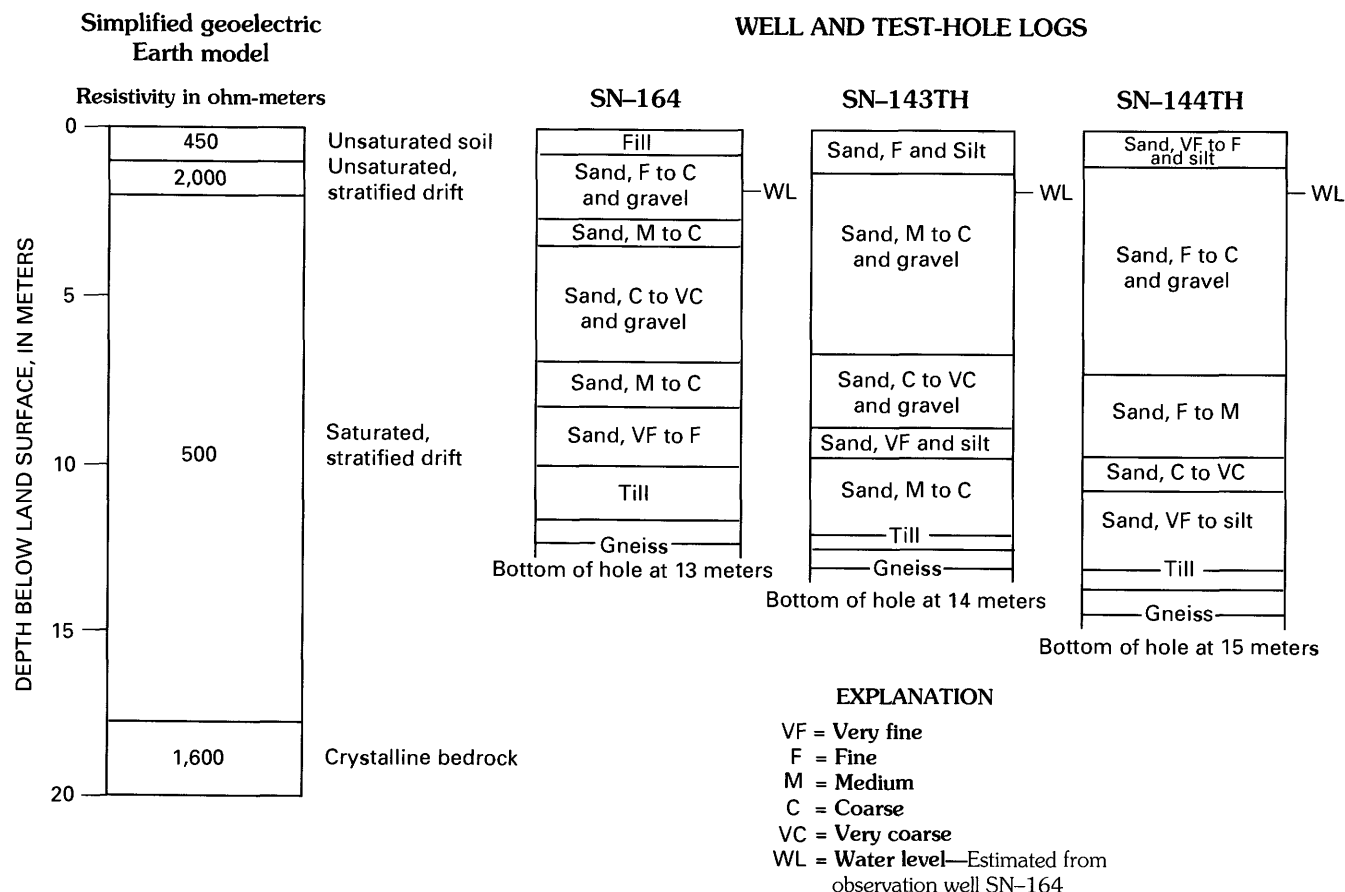 Simplified geoelectric
Earth model
Resistivity in ohm-meters
WELL AND TEST-HOLE LOGS
SN–164
SN–143TH
SN–144TH
DEPTH BELOW LAND SURFACE, IN METERS
0
5
10
15
20
450
2,000
500
1,600
Unsaturated soil
Unsaturated,
stratified drift
Saturated,
stratified drift
Crystalline bedrock
Fill
Sand, F to C
and gravel
WL
Sand, M to C
Sand, C to VC
and gravel
Sand, M to C
Sand, VF to F
Till
Gneiss
Bottom of hole at 13 meters
Sand, F and Silt
WL
Sand, M to C
and gravel
Sand, C to VC
and gravel
Sand, VF and silt
Sand, M to C
Till
Gneiss
Bottom of hole at 14 meters
Sand, VF to F
and silt
WL
Sand, F to C
and gravel
Sand, F to M
Sand, C to VC
Sand, VF to silt
Till
Gneiss
Bottom of hole at 15 meters
EXPLANATION
VF = Very fine
F = Fine
M = Medium
C = Coarse
VC = Very coarse
WL = Water level—Estimated from
observation well SN–164